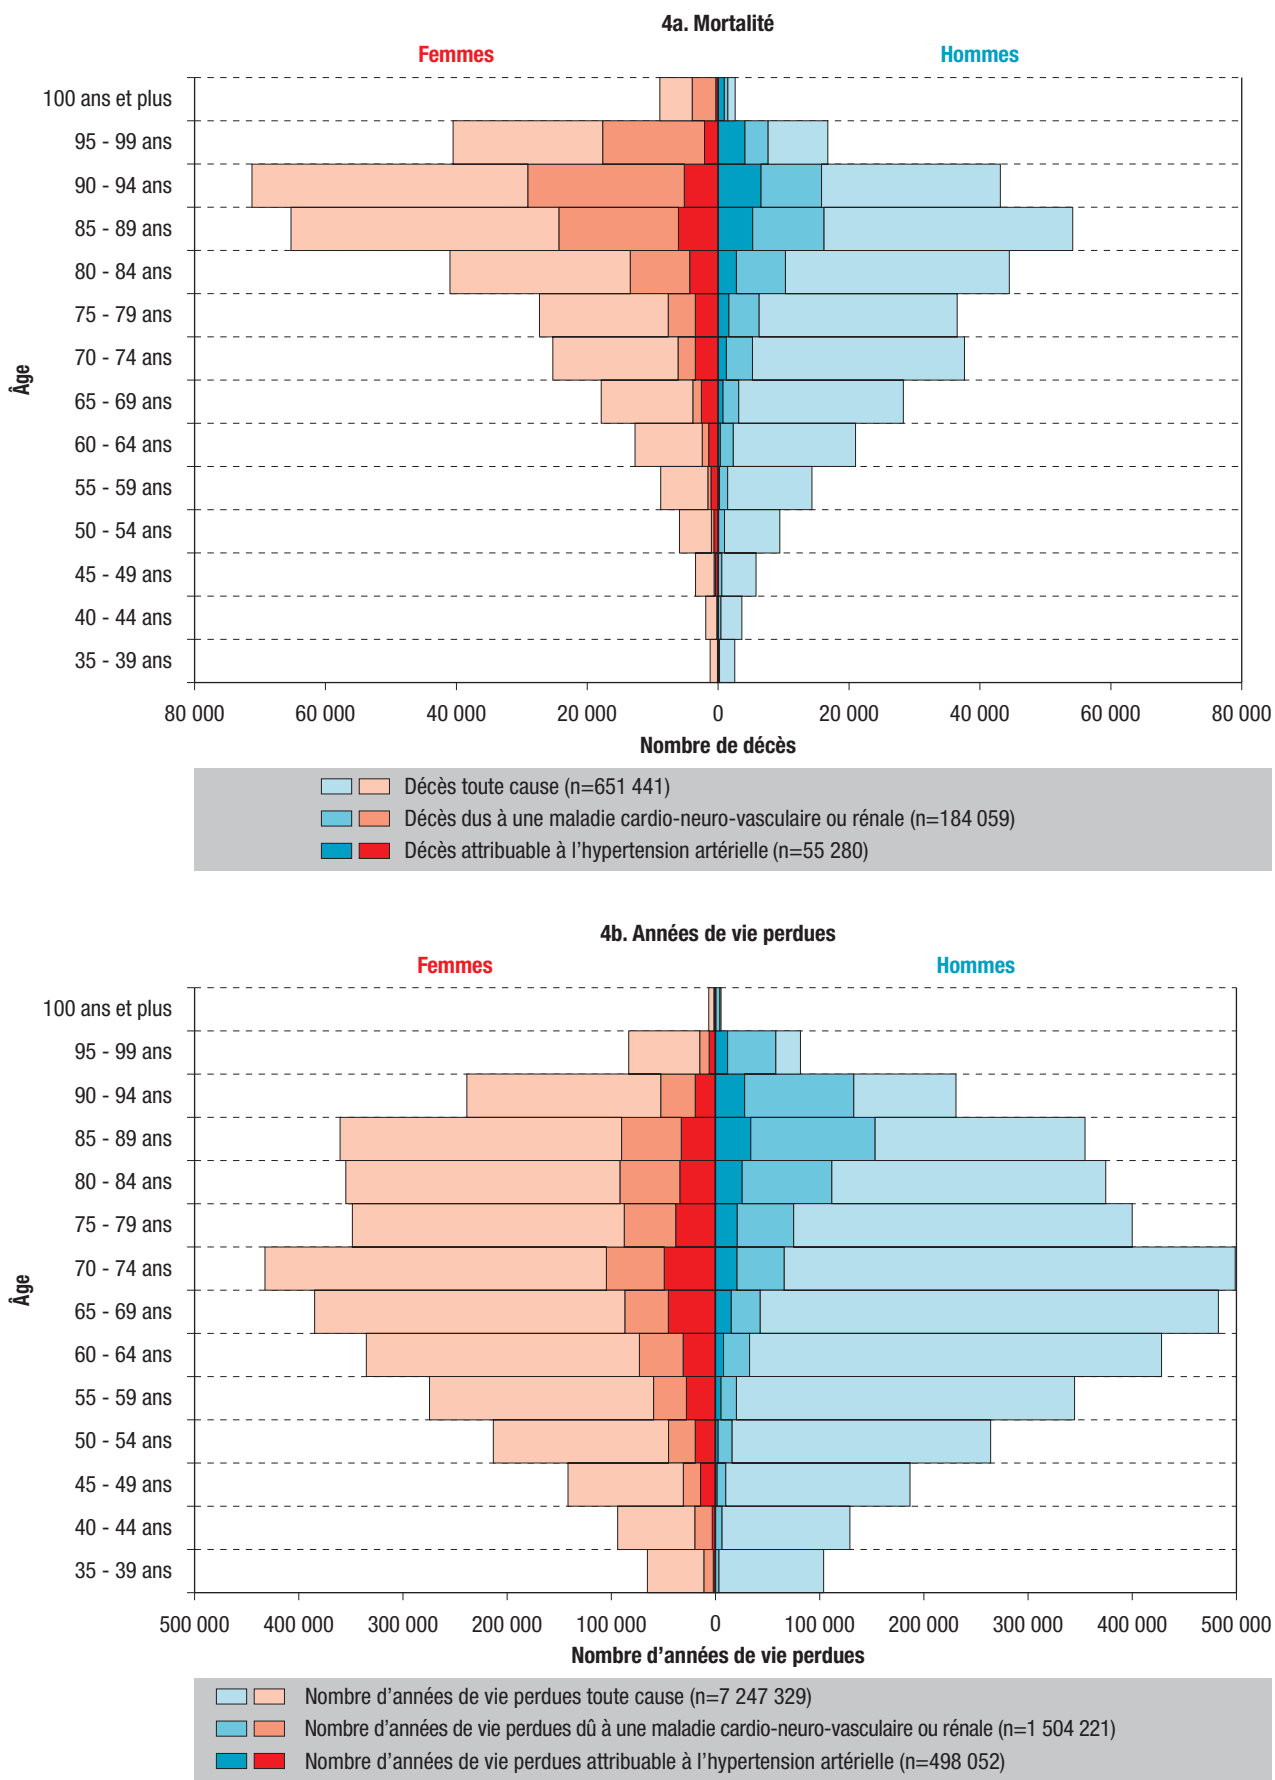 4a. Mortalité
Femmes
Hommes
100 ans et plus
95 - 99 ans
90 - 94 ans
85 - 89 ans
80 - 84 ans
75 - 79 ans
70 - 74 ans
65 - 69 ans
60 - 64 ans
55 - 59 ans
50 - 54 ans
45 - 49 ans
40 - 44 ans
35 - 39 ans
Âge
80 000 60 000 40 000 20 000 0 20 000 40 000 60 000 80 000
Nombre de décès
Décès toute cause (n=651 441)
Décès dus à une maladie cardio-neuro-vasculaire ou rénale (n=184 059)
Décès attribuable à l'hypertension artérielle (n=55 280)
4b. Années de vie perdues
Femmes
Hommes
100 ans et plus
95 - 99 ans
90 - 94 ans
85 - 89 ans
80 - 84 ans
75 - 79 ans
70 - 74 ans
65 - 69 ans
60 - 64 ans
55 - 59 ans
50 - 54 ans
45 - 49 ans
40 - 44 ans
35 - 39 ans
Âge
500 000 400 000 300 000 200 000 100 000 0 100 000 200 000 300 000 400 000 500 000
Nombre d'années de vie perdues
Nombre d'années de vie perdues toute cause (n=7 247 329)
Nombre d'années de vie perdues dû à une maladie cardio-neuro-vasculaire ou rénale (n=1 504 221)
Nombre d'années de vie perdues attribuable à l'hypertension artérielle (n=498 052)